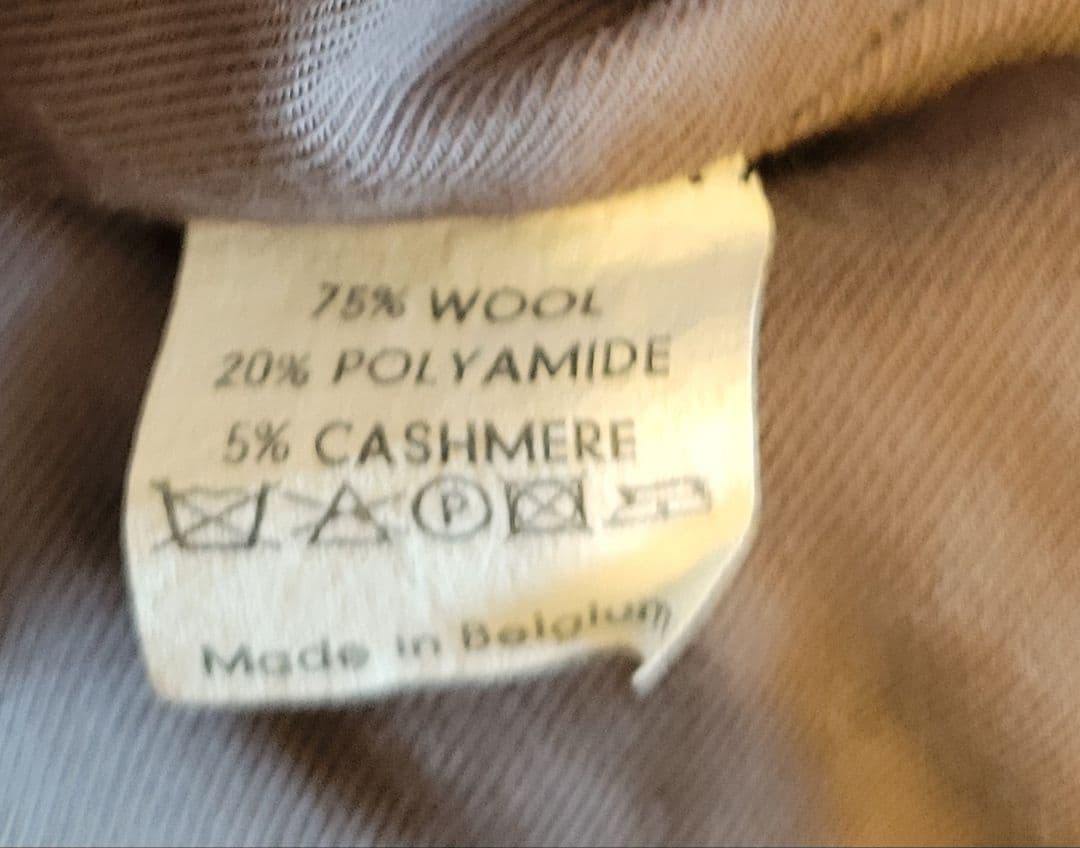 75% WOOL
20% POLYAMIDE
5% CASHMERE
P
Made in Belgium